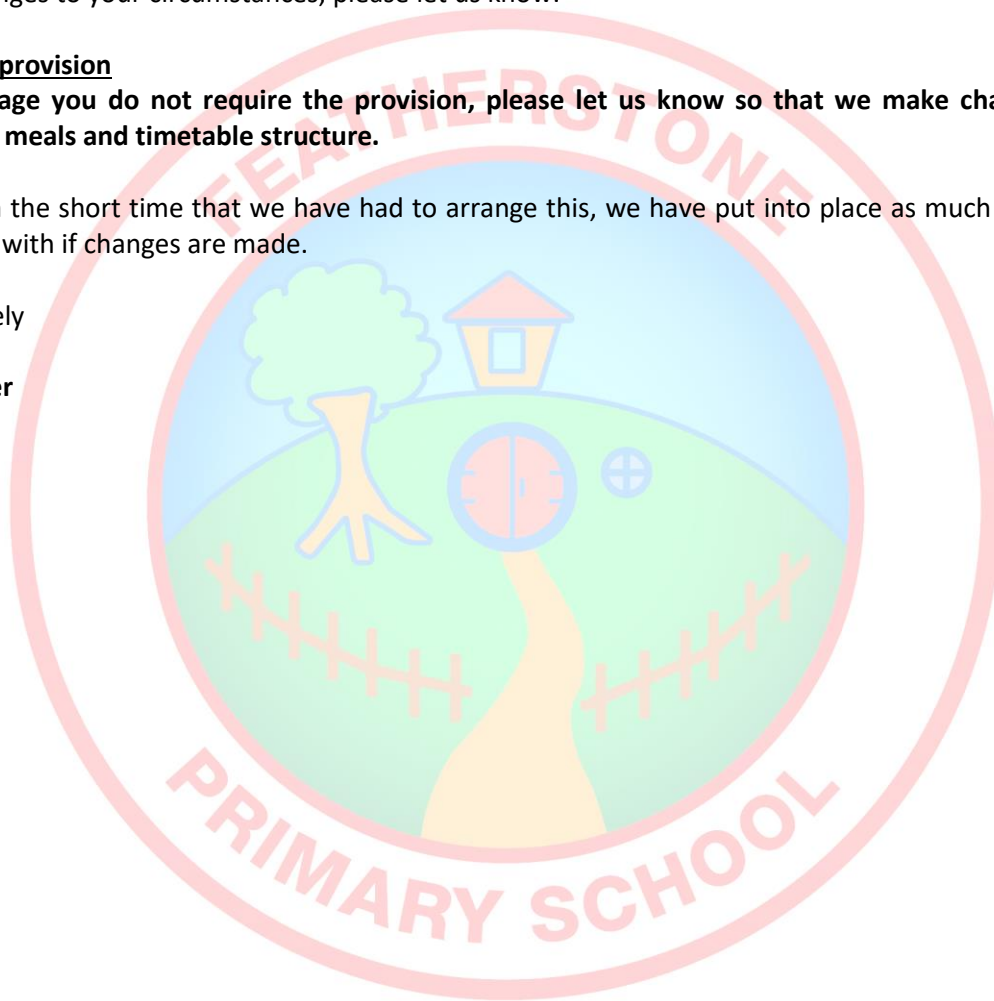 nges to your circumstances, please let us know.
provision
age you do not require the provision, please let us know so that we make cha
meals and timetable structure.
the short time that we have had to arrange this, we have put into place as much
with if changes are made.
ely
er
FEATHERSTONE
PRIMARY SCHOOL